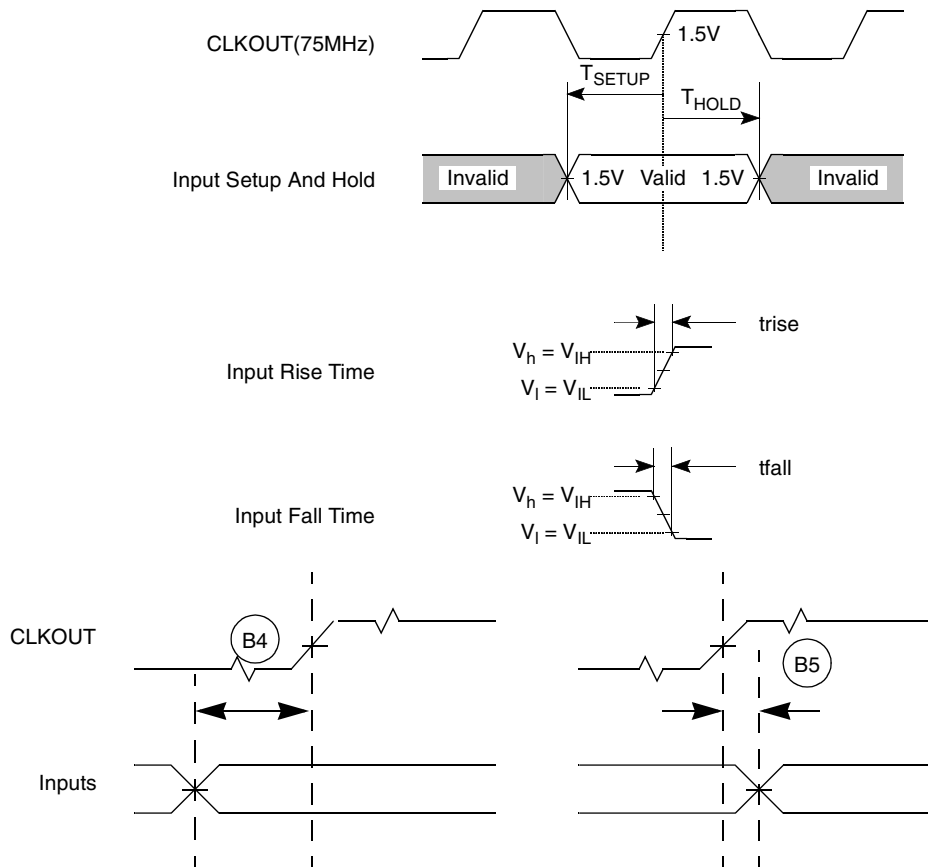 CLKOUT(75MHz)
1.5V
TSETUP
THOLD
Input Setup And Hold
Invalid
1.5V Valid 1.5V
Invalid
trise
Vh = VIH
Input Rise Time
Vl = VIL
tfall
Vh = VIH
Input Fall Time
Vl = VIL
CLKOUT
B4
B5
Inputs